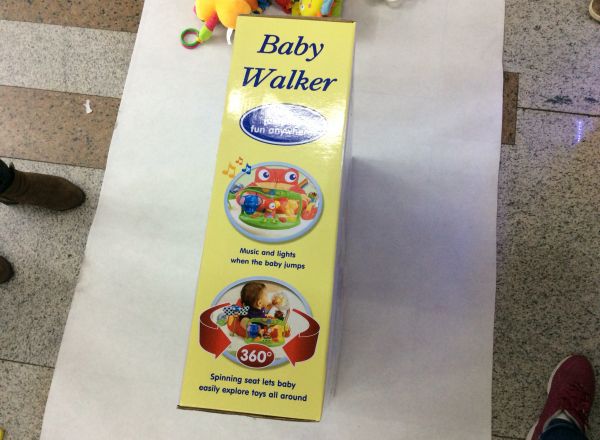 Baby
Walker
fun anywhere
Music and lights
when the baby jumps
360°
Spinning seat lets baby
easily explore toys all around